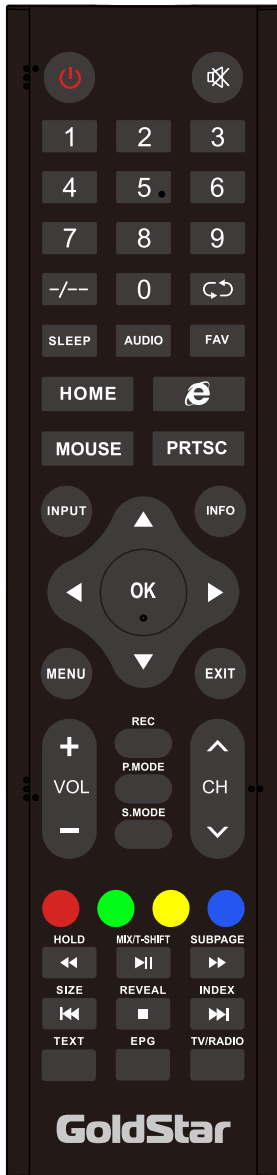 1 2 3
4 5 6
7 8 9
-/-- 0
SLEEP AUDIO FAV
HOME
MOUSE PRTSC
INPUT INFO
OK
MENU EXIT
REC
+ P.MODE
VOL CH
S.MODE
−
HOLD MIX/T-SHIFT SUBPAGE
SIZE REVEAL INDEX
TEXT EPG TV/RADIO
GoldStar